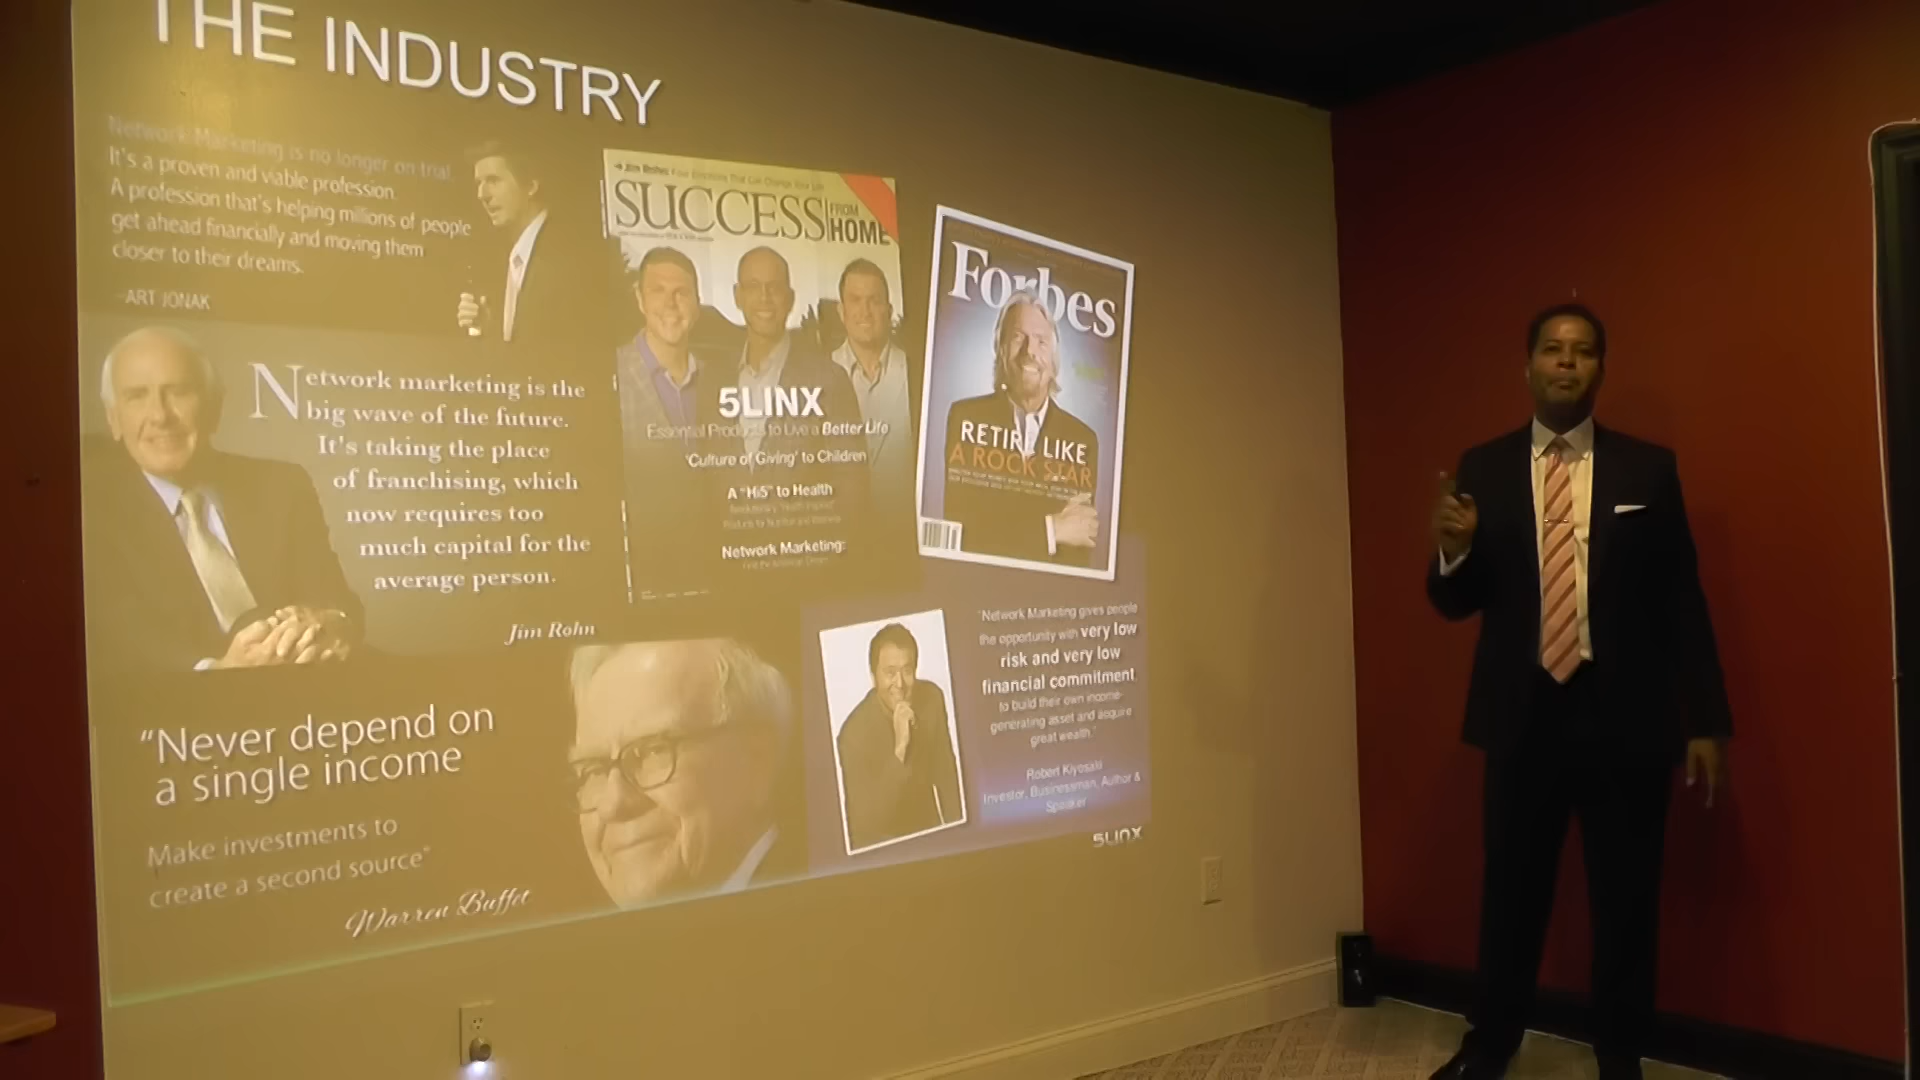 THE INDUSTRY
Network Marketing is no longer on trial.
It's a proven and viable profession.
A profession that's helping millions of people
get ahead financially and moving them
closer to their dreams.
-ART JONAK
SUCCESS FROM HOME
5LINX
Essential Products to Live a Better Life
'Culture of Giving' to Children
A "Hi5" to Health
Network Marketing:
Forbes
RETIRE LIKE
A ROCK STAR
Network marketing is the
big wave of the future.
It's taking the place
of franchising, which
now requires too
much capital for the
average person.
Jim Rohn
"Never depend on
a single income
Make investments to
create a second source"
Warren Buffet
"Network Marketing gives people
the opportunity with very low
risk and very low
financial commitment
to build their own income-
generating asset and acquire
great wealth."
Robert Kiyosaki
Investor, Businessman, Author &
Speaker
5LINX